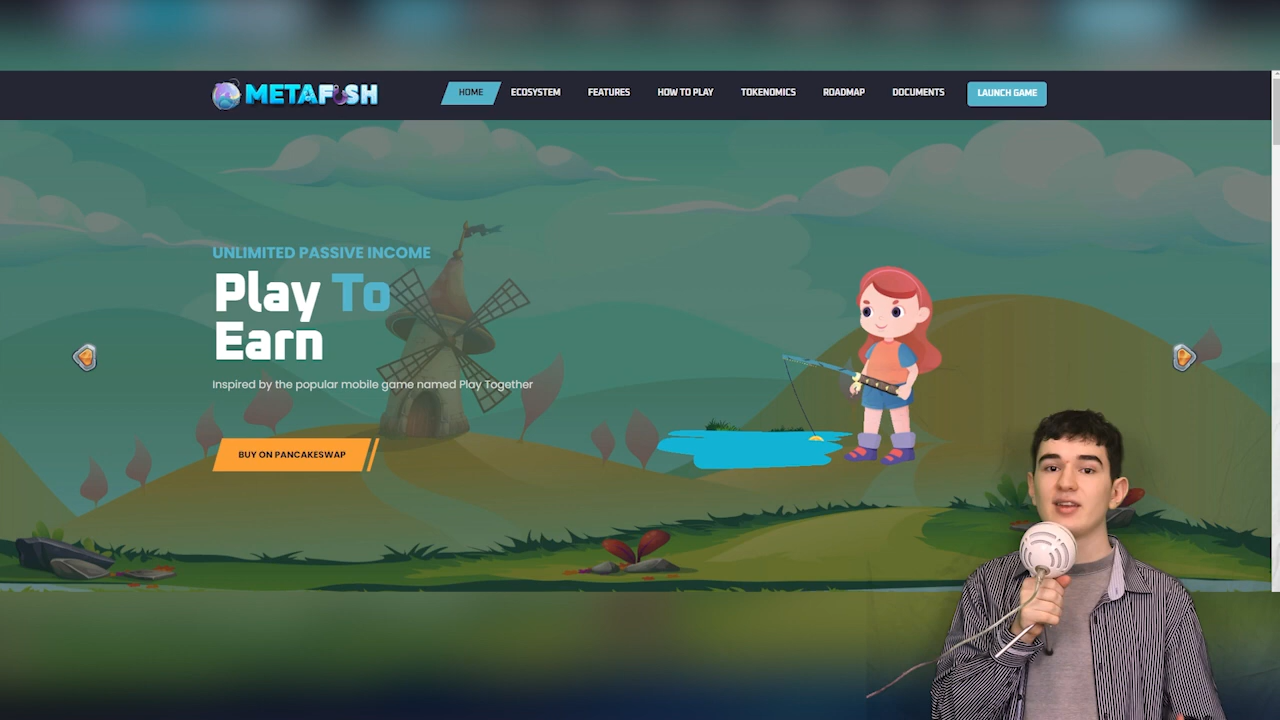 METAFISH
HOME ECOSYSTEM FEATURES HOW TO PLAY TOKENOMICS ROADMAP DOCUMENTS LAUNCH GAME
UNLIMITED PASSIVE INCOME
Play To
Earn
Inspired by the popular mobile game named Play Together
BUY ON PANCAKESWAP